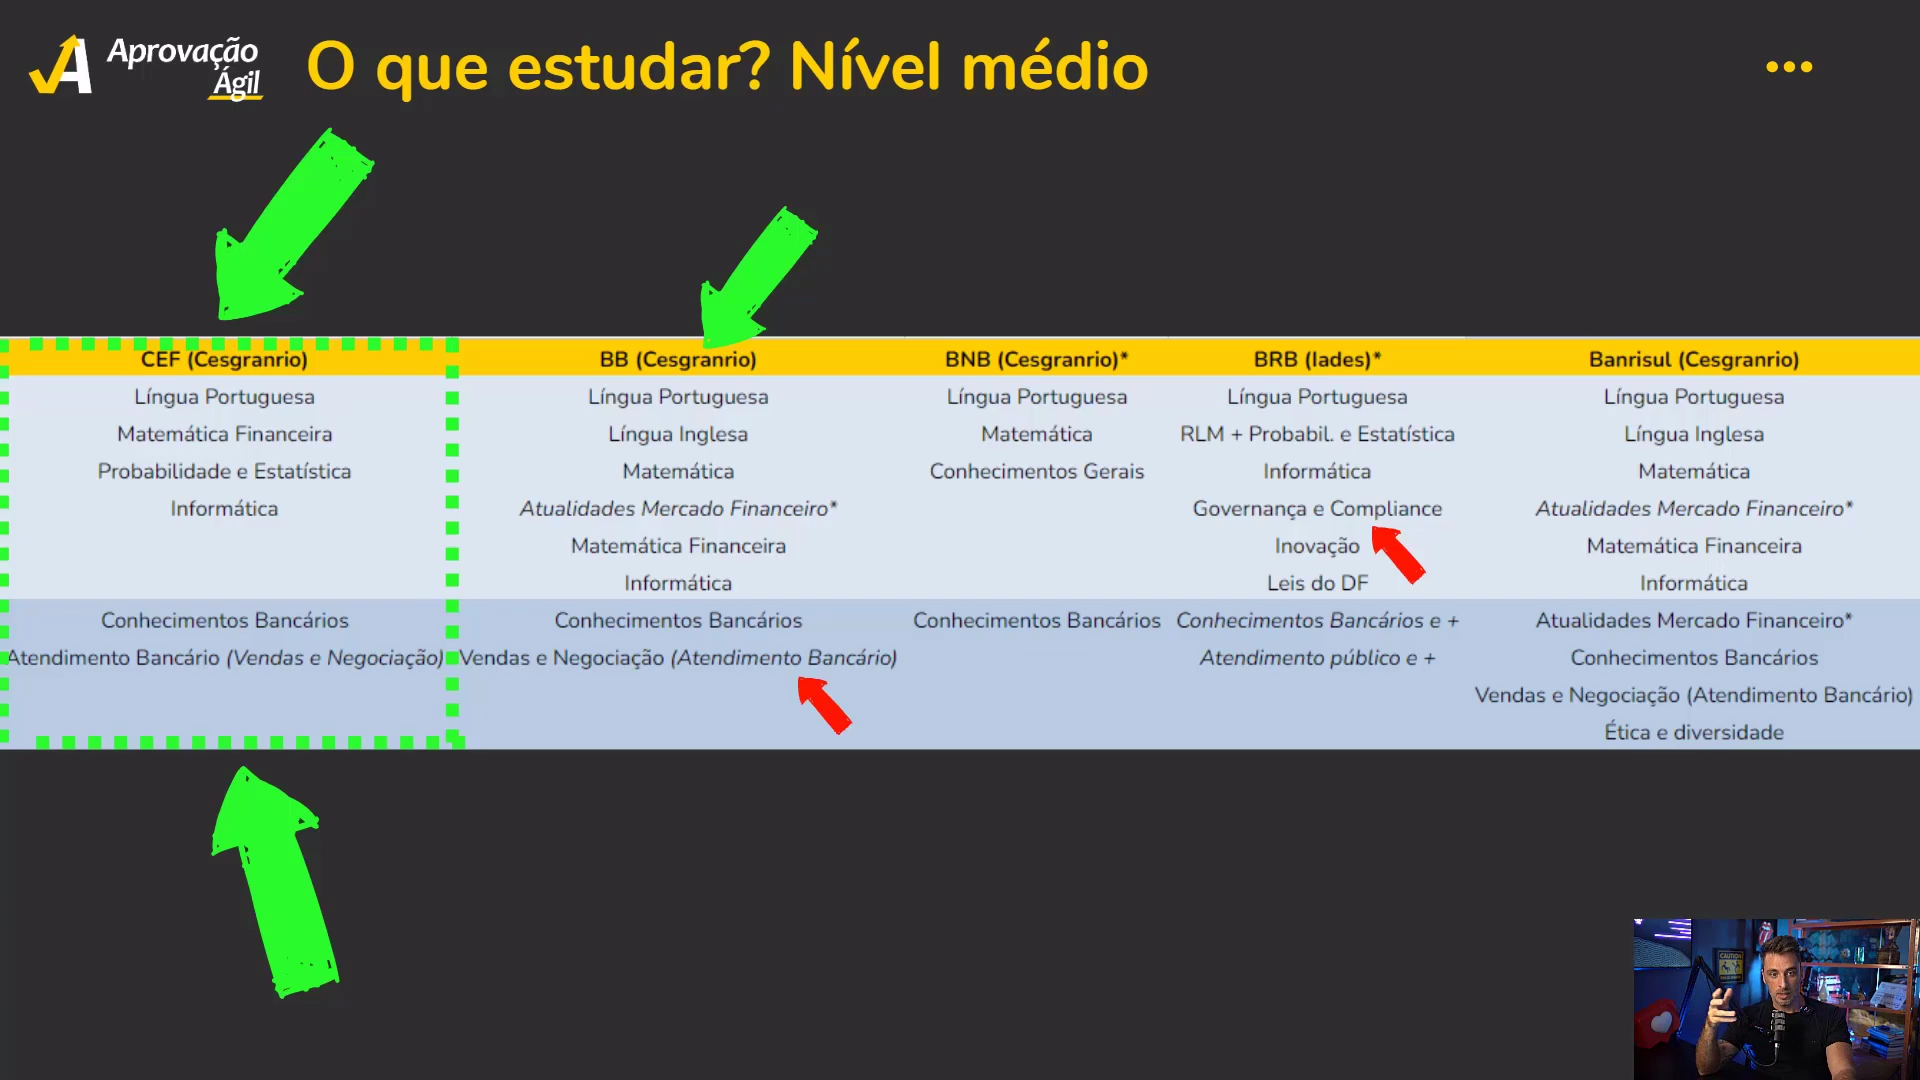 Aprovação
Ágil
O que estudar? Nível médio
CEF (Cesgranrio)
Língua Portuguesa
Matemática Financeira
Probabilidade e Estatística
Informática
Conhecimentos Bancários
Atendimento Bancário (Vendas e Negociação)
BB (Cesgranrio)
Língua Portuguesa
Língua Inglesa
Matemática
Atualidades Mercado Financeiro*
Matemática Financeira
Informática
Conhecimentos Bancários
Vendas e Negociação (Atendimento Bancário)
BNB (Cesgranrio)*
Língua Portuguesa
Matemática
Conhecimentos Gerais
Conhecimentos Bancários
BRB (Iades)*
Língua Portuguesa
RLM + Probabil. e Estatística
Informática
Governança e Compliance
Inovação
Leis do DF
Conhecimentos Bancários e +
Atendimento público e +
Banrisul (Cesgranrio)
Língua Portuguesa
Língua Inglesa
Matemática
Atualidades Mercado Financeiro*
Matemática Financeira
Informática
Atualidades Mercado Financeiro*
Conhecimentos Bancários
Vendas e Negociação (Atendimento Bancário)
Ética e diversidade
CAUTION